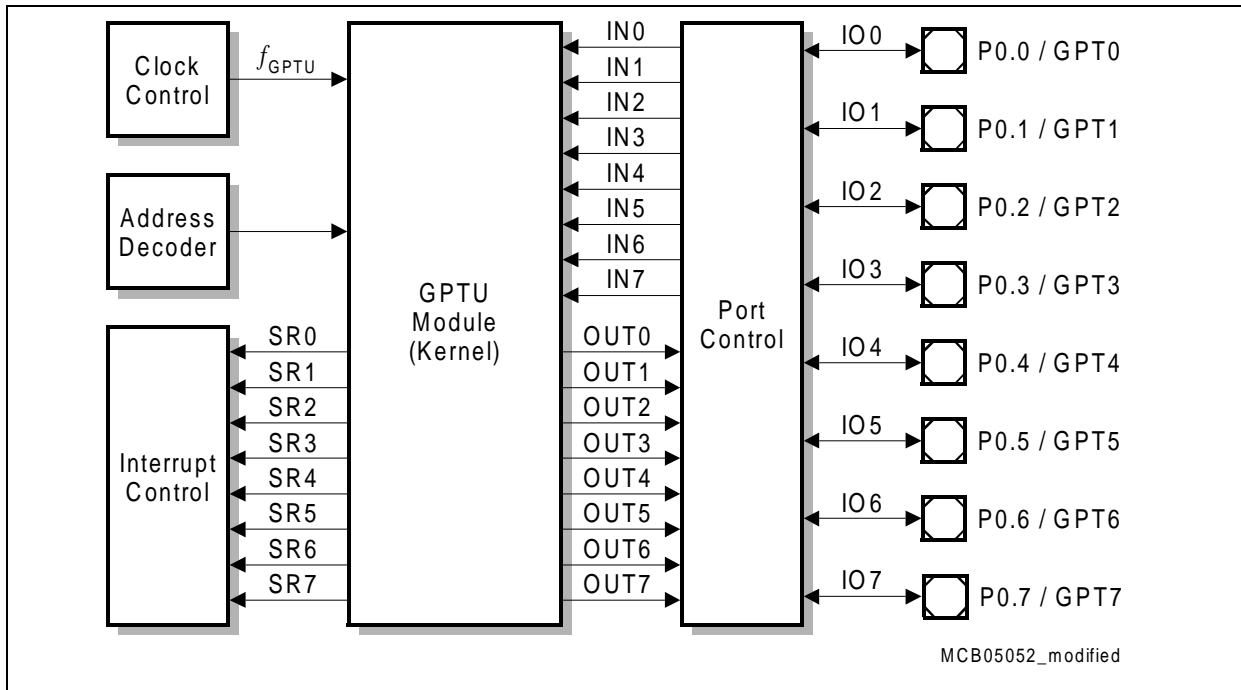 Clock
Control
f GPTU
Address
Decoder
Interrupt
Control
SR0
SR1
SR2
SR3
SR4
SR5
SR6
SR7
GPTU
Module
(Kernel)
IN0
IN1
IN2
IN3
IN4
IN5
IN6
IN7
OUT0
OUT1
OUT2
OUT3
OUT4
OUT5
OUT6
OUT7
Port
Control
IO0
P0.0 / GPT0
IO1
P0.1 / GPT1
IO2
P0.2 / GPT2
IO3
P0.3 / GPT3
IO4
P0.4 / GPT4
IO5
P0.5 / GPT5
IO6
P0.6 / GPT6
IO7
P0.7 / GPT7
MCB05052_modified